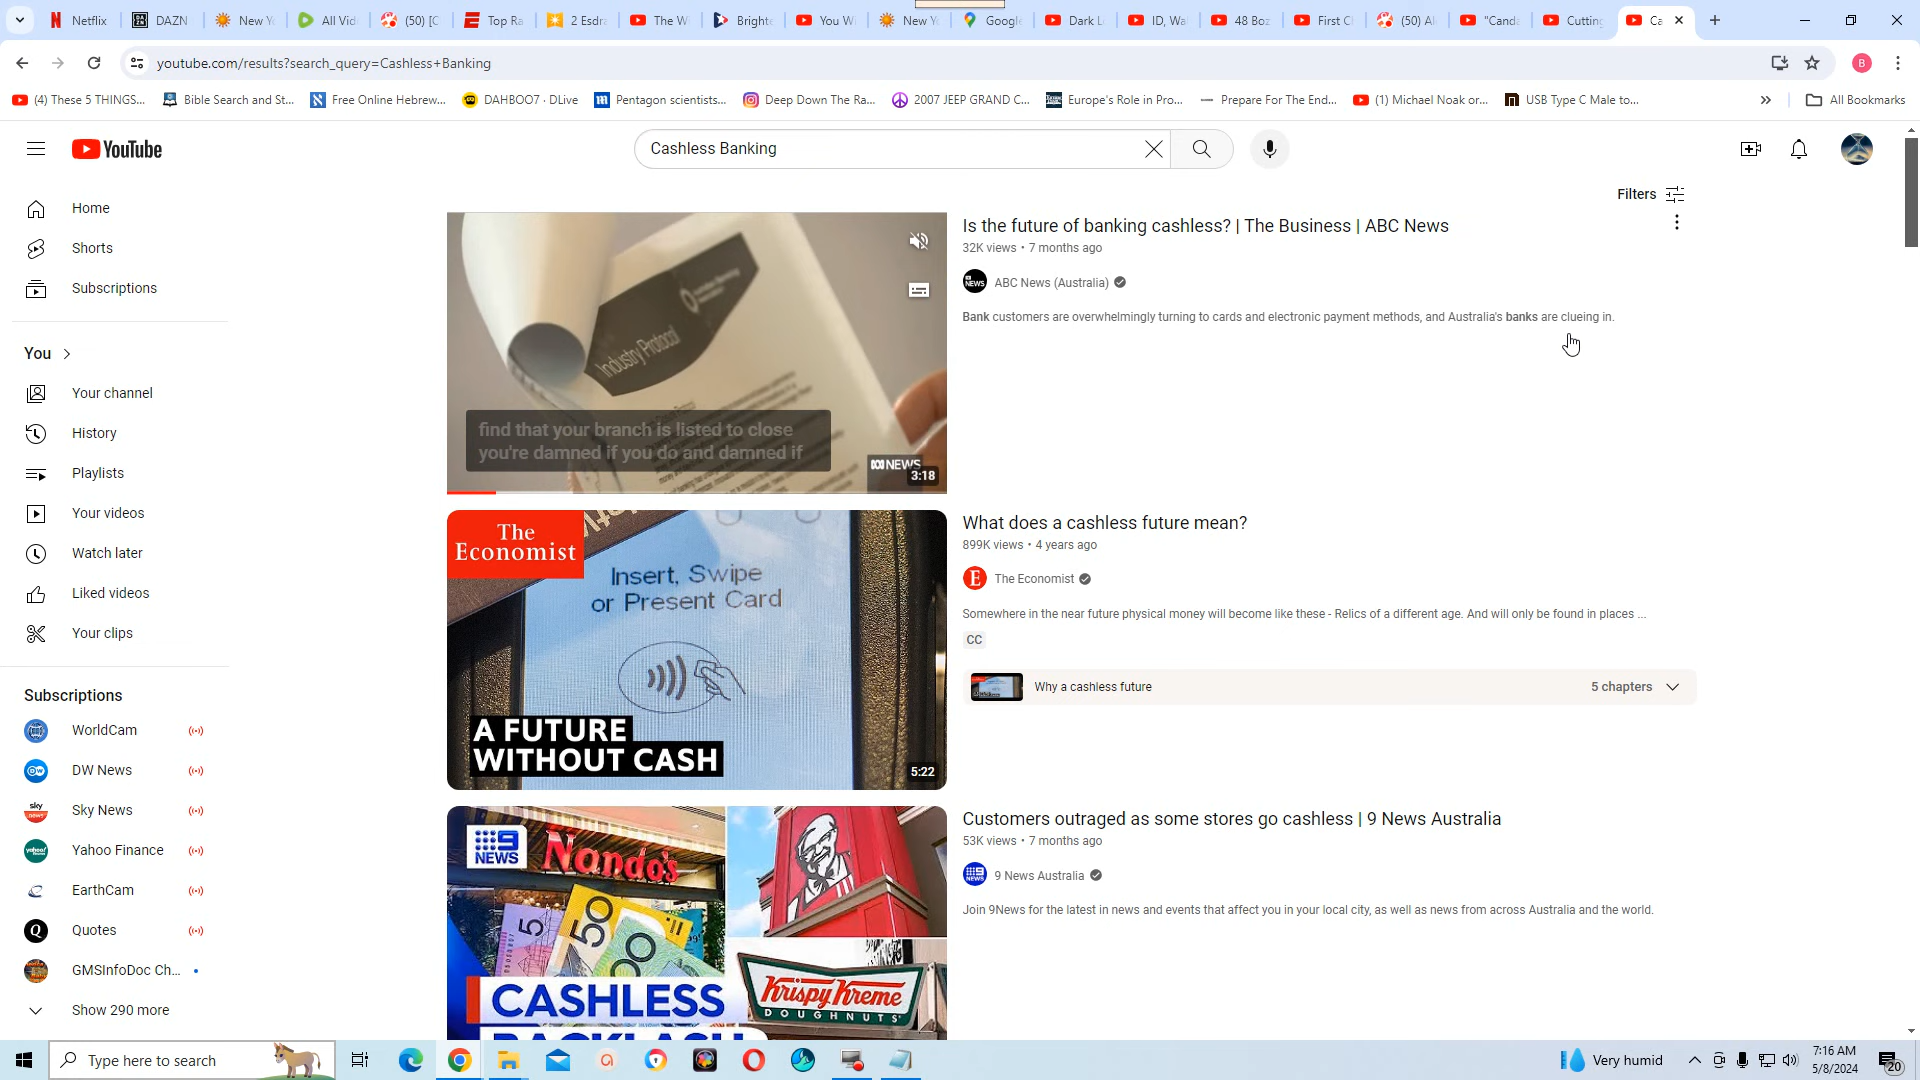 Netflix
DAZN
New Y
All Vid
(50) [C
Top Ra
2 Esdra
The W
Bright
You Wi
New Y
Google
Dark L
ID, Wa
48 Boz
First C
(50) Al
"Canda
Cutting
Ca
youtube.com/results?search_query=Cashless+Banking
B
(4) These 5 THINGS...
Bible Search and St...
Free Online Hebrew...
DAHBOO7 · DLive
Pentagon scientists...
Deep Down The Ra...
2007 JEEP GRAND C...
Europe's Role in Pro...
Prepare For The End...
(1) Michael Noak or...
USB Type C Male to...
All Bookmarks
YouTube
Cashless Banking
Filters
Home
Shorts
Subscriptions
You
Your channel
History
Playlists
Your videos
Watch later
Liked videos
Your clips
Subscriptions
WorldCam
DW News
Sky News
Yahoo Finance
EarthCam
Quotes
GMSInfoDoc Ch...
Show 290 more
Industry Protocol
find that your branch is listed to close
you're damned if you do and damned if
NEWS
3:18
Is the future of banking cashless? | The Business | ABC News
32K views • 7 months ago
ABC News (Australia)
Bank customers are overwhelmingly turning to cards and electronic payment methods, and Australia's banks are clueing in.
The
Economist
Insert, Swipe
or Present Card
A FUTURE
WITHOUT CASH
5:22
What does a cashless future mean?
899K views • 4 years ago
The Economist
Somewhere in the near future physical money will become like these - Relics of a different age. And will only be found in places ...
CC
Why a cashless future
5 chapters
9
NEWS
Nando's
5
50
Krispy Kreme
DOUGHNUTS
CASHLESS
BACKLASH
Customers outraged as some stores go cashless | 9 News Australia
53K views • 7 months ago
9 News Australia
Join 9News for the latest in news and events that affect you in your local city, as well as news from across Australia and the world.
Type here to search
Very humid
7:16 AM
5/8/2024
20